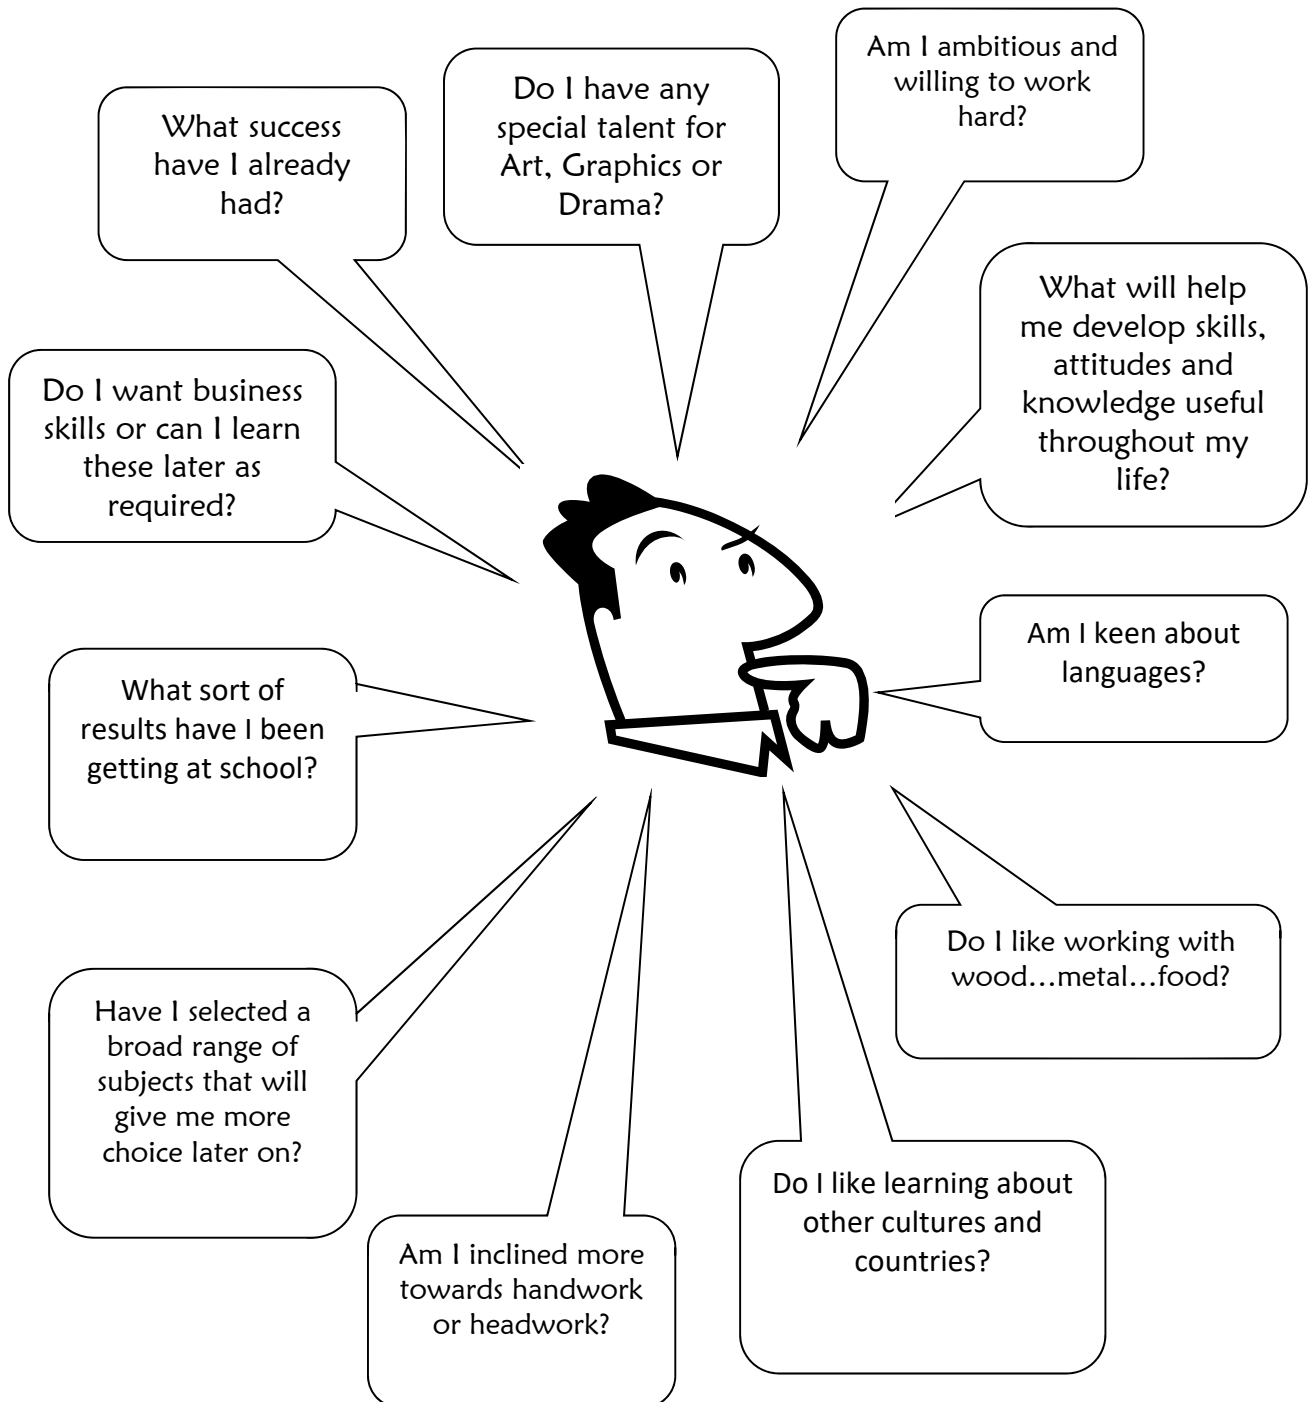 Am I ambitious and
willing to work
hard?
Do I have any
special talent for
Art, Graphics or
Drama?
What success
have I already
had?
What will help
me develop skills,
attitudes and
knowledge useful
throughout my
life?
Do I want business
skills or can I learn
these later as
required?
Am I keen about
languages?
What sort of
results have I been
getting at school?
Do I like working with
wood...metal...food?
Have I selected a
broad range of
subjects that will
give me more
choice later on?
Do I like learning about
other cultures and
countries?
Am I inclined more
towards handwork
or headwork?